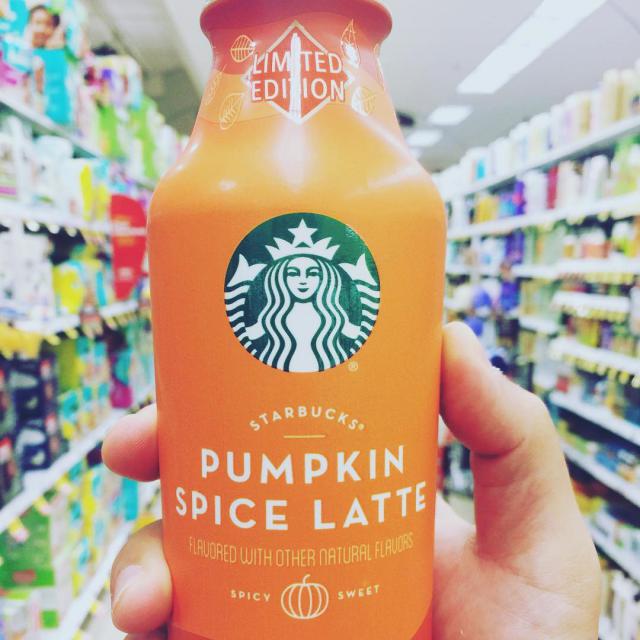 LIMITED
EDITION
STARBUCKS®
PUMPKIN
SPICE LATTE
FLAVORED WITH OTHER NATURAL FLAVORS
SPICY SWEET